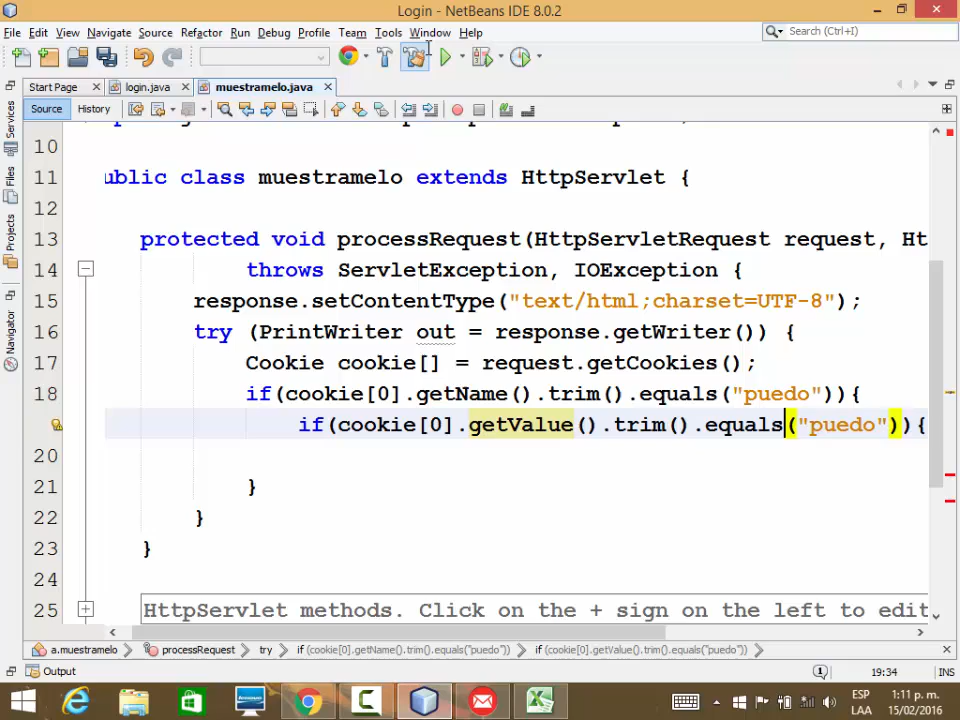 Login - NetBeans IDE 8.0.2
File Edit View Navigate Source Refactor Run Debug Profile Team Tools Window Help
Search (Ctrl+I)
Start Page
login.java
muestramelo.java
Source History
Services
Files
Projects
Navigator
10
11 ublic class muestramelo extends HttpServlet {
12
13 protected void processRequest(HttpServletRequest request, Ht
14 throws ServletException, IOException {
15 response.setContentType("text/html;charset=UTF-8");
16 try (PrintWriter out = response.getWriter()) {
17 Cookie cookie[] = request.getCookies();
18 if(cookie[0].getName().trim().equals("puedo")){
if(cookie[0].getValue().trim().equals("puedo")){
20
21 }
22 }
23 }
24
25 HttpServlet methods. Click on the + sign on the left to edit
a.muestramelo processRequest try if (cookie[0].getName().trim().equals("puedo")) if (cookie[0].getValue().trim().equals("puedo"))
Output
19:34 INS
ESP
LAA
1:11 p. m.
15/02/2016